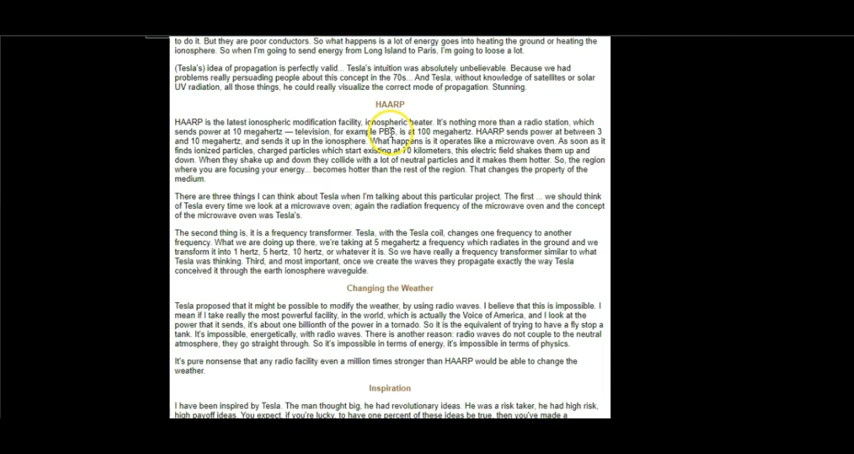 to do it. But they are poor conductors. So what happens is a lot of energy goes into heating the ground or heating the
ionosphere. So when I'm going to send energy from Long Island to Paris, I'm going to loose a lot.
(Tesla's) idea of propagation is perfectly valid... Tesla's intuition was absolutely unbelievable. Because we had
problems really persuading people about this concept in the 70s... And Tesla, without knowledge of satellites or solar
UV radiation, all those things, he could really visualize the correct mode of propagation. Stunning.
HAARP
HAARP is the latest ionospheric modification facility, ionospheric heater. It's nothing more than a radio station, which
sends power at 10 megahertz — television, for example PBS, is at 100 megahertz. HAARP sends power at between 3
and 10 megahertz, and sends it up in the ionosphere. What happens is it operates like a microwave oven. As soon as it
finds ionized particles, charged particles which start existing at 70 kilometers, this electric field shakes them up and
down. When they shake up and down they collide with a lot of neutral particles and it makes them hotter. So, the region
where you are focusing your energy... becomes hotter than the rest of the region. That changes the property of the
medium.
There are three things I can think about Tesla when I'm talking about this particular project. The first ... we should think
of Tesla every time we look at a microwave oven; again the radiation frequency of the microwave oven and the concept
of the microwave oven was Tesla's.
The second thing is, it is a frequency transformer. Tesla, with the Tesla coil, changes one frequency to another
frequency. What we are doing up there, we're taking at 5 megahertz a frequency which radiates in the ground and we
transform it into 1 hertz, 5 hertz, 10 hertz, or whatever it is. So we have really a frequency transformer similar to what
Tesla was thinking. Third, and most important, once we create the waves they propagate exactly the way Tesla
conceived it through the earth ionosphere waveguide.
Changing the Weather
Tesla proposed that it might be possible to modify the weather, by using radio waves. I believe that this is impossible. I
mean if I take really the most powerful facility, in the world, which is actually the Voice of America, and I look at the
power that it sends, it's about one billionth of the power in a tornado. So it is the equivalent of trying to have a fly stop a
tank. It's impossible, energetically, with radio waves. There is another reason: radio waves do not couple to the neutral
atmosphere, they go straight through. So it's impossible in terms of energy, it's impossible in terms of physics.
It's pure nonsense that any radio facility even a million times stronger than HAARP would be able to change the
weather.
Inspiration
I have been inspired by Tesla. The man thought big, he had revolutionary ideas. He was a risk taker, he had high risk,
high payoff ideas. You expect, if you're lucky, to have one percent of these ideas be true, then you've made a